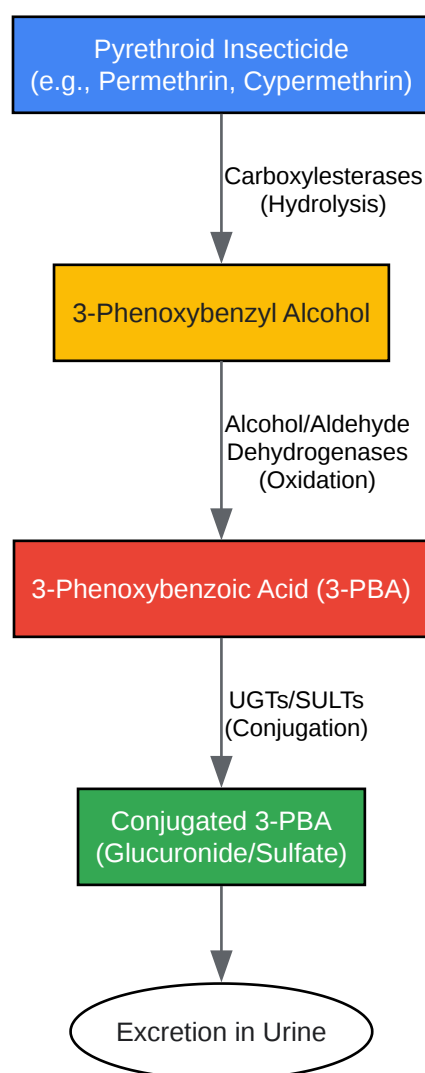 Pyrethroid Insecticide
(e.g., Permethrin, Cypermethrin)
Carboxylesterases
(Hydrolysis)
3-Phenoxybenzyl Alcohol
Alcohol/Aldehyde
Dehydrogenases
(Oxidation)
3-Phenoxybenzoic Acid (3-PBA)
UGTs/SULTs
(Conjugation)
Conjugated 3-PBA
(Glucuronide/Sulfate)
Excretion in Urine